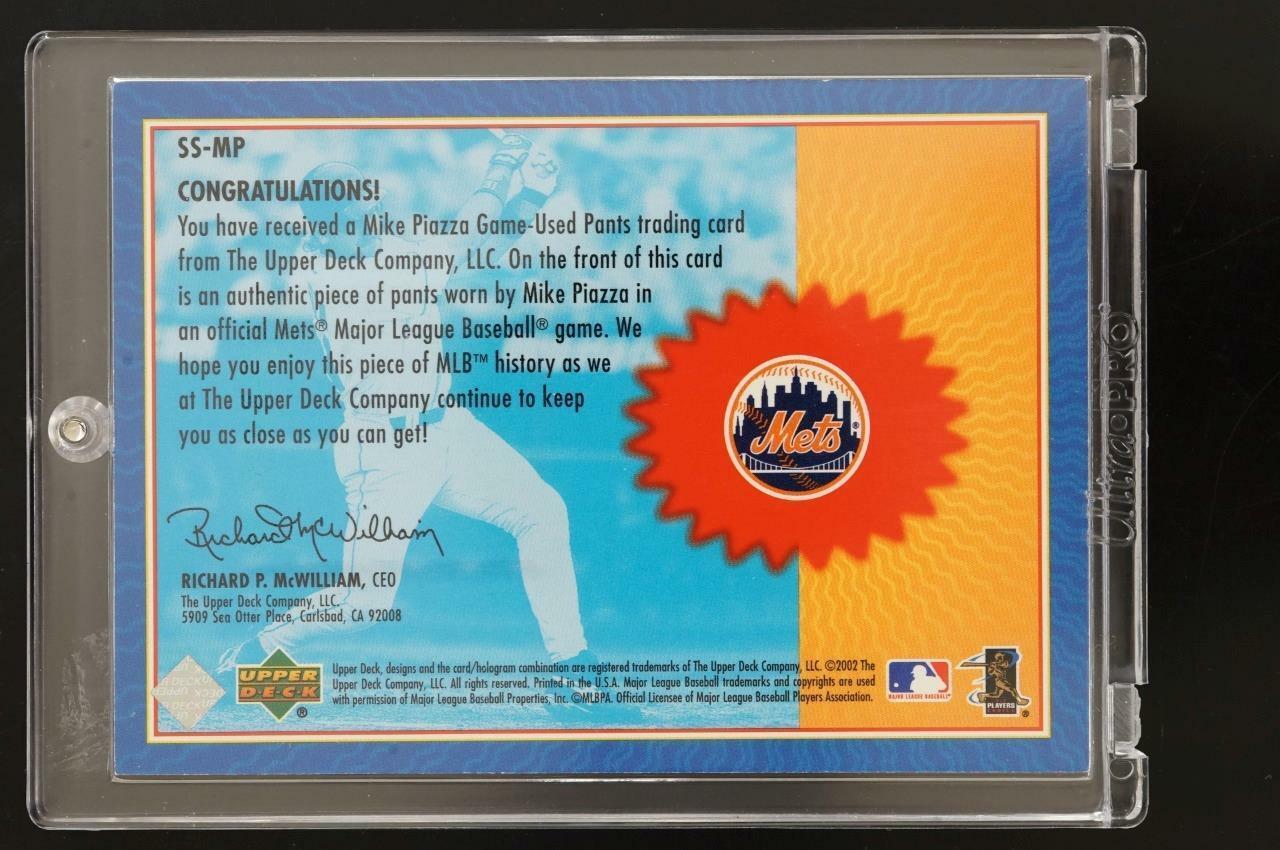 SS-MP
CONGRATULATIONS!
You have received a Mike Piazza Game-Used Pants trading card
from The Upper Deck Company, LLC. On the front of this card
is an authentic piece of pants worn by Mike Piazza in
an official Mets® Major League Baseball® game. We
hope you enjoy this piece of MLB™ history as we
at The Upper Deck Company continue to keep
you as close as you can get!
Mets®
Richard McWilliam
RICHARD P. McWILLIAM, CEO
The Upper Deck Company, LLC.
5909 Sea Otter Place, Carlsbad, CA 92008
UPPER
DECK®
Upper Deck, designs and the card/hologram combination are registered trademarks of The Upper Deck Company, LLC. ©2002 The
Upper Deck Company, LLC. All rights reserved. Printed in the U.S.A. Major League Baseball trademarks and copyrights are used
with permission of Major League Baseball Properties, Inc. ©MLBPA. Official Licensee of Major League Baseball Players Association.
MAJOR LEAGUE BASEBALL®
PLAYERS
CHOICE®
Ultra PRO®